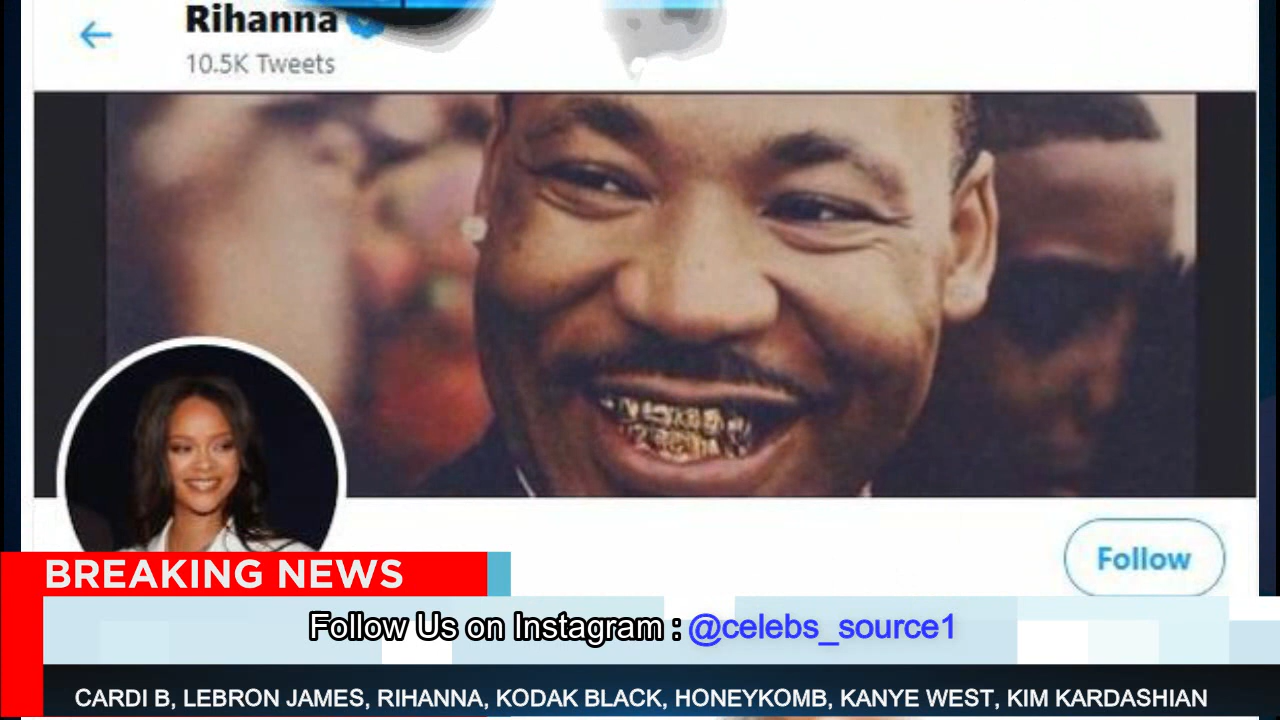 Rihanna
10.5K Tweets
Follow
BREAKING NEWS
Follow Us on Instagram : @celebs_source1
CARDI B, LEBRON JAMES, RIHANNA, KODAK BLACK, HONEYKOMB, KANYE WEST, KIM KARDASHIAN